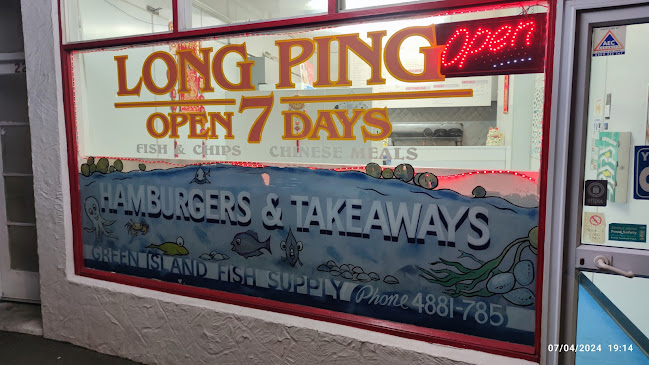 LONG PING
Open
OPEN 7 DAYS
FISH & CHIPS CHINESE MEALS
HAMBURGERS & TAKEAWAYS
GREEN ISLAND FISH SUPPLY Phone 4881-785
AEC
07/04/2024 19:14